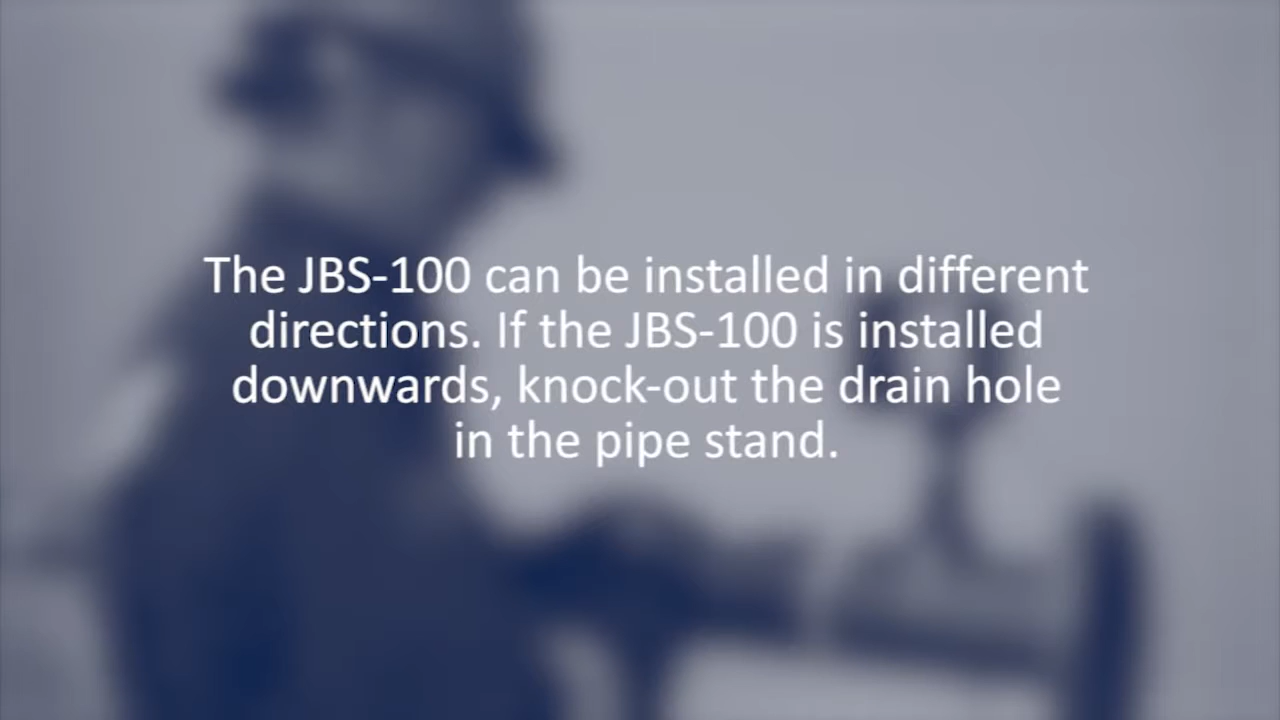 The JBS-100 can be installed in different
directions. If the JBS-100 is installed
downwards, knock-out the drain hole
in the pipe stand.